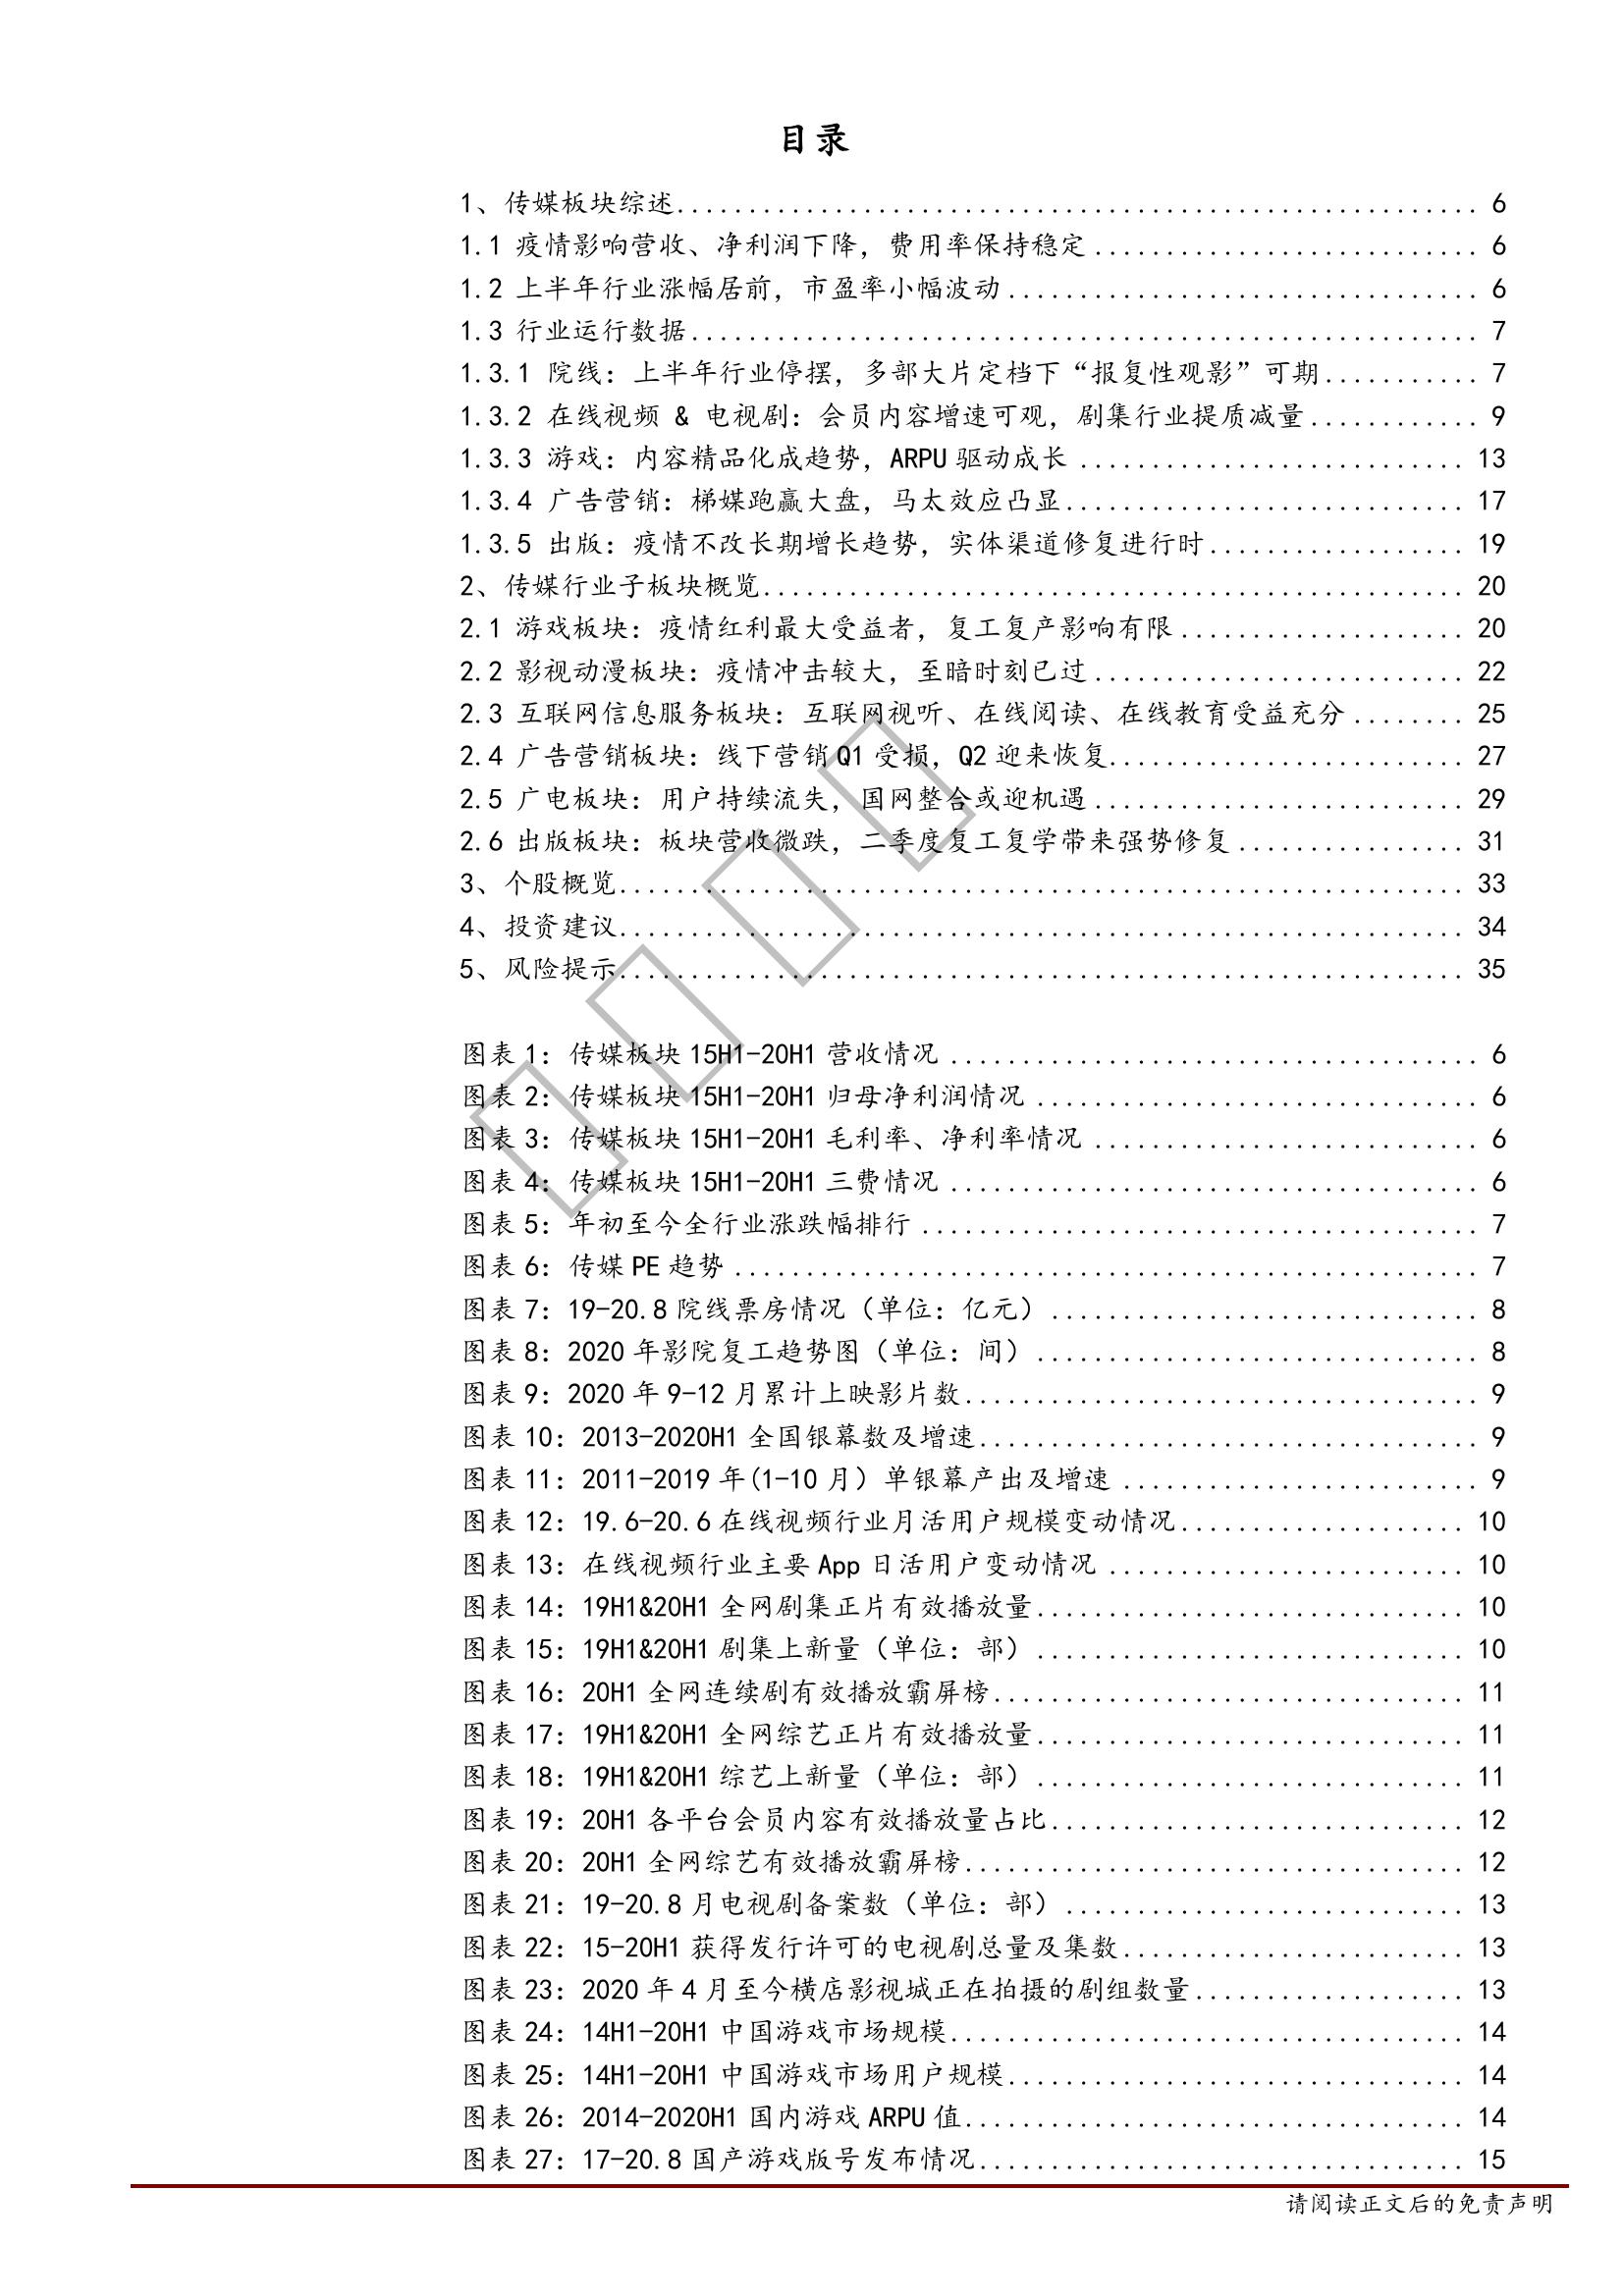 目录
1、传媒板块综述........................................................ 6
1.1 疫情影响营收、净利润下降，费用率保持稳定........................... 6
1.2 上半年行业涨幅居前，市盈率小幅波动................................. 6
1.3 行业运行数据....................................................... 7
1.3.1 院线：上半年行业停摆，多部大片定档下“报复性观影”可期........... 7
1.3.2 在线视频 & 电视剧：会员内容增速可观，剧集行业提质减量............ 9
1.3.3 游戏：内容精品化成趋势，ARPU 驱动成长........................... 13
1.3.4 广告营销：梯媒跑赢大盘，马太效应凸显............................ 17
1.3.5 出版：疫情不改长期增长趋势，实体渠道修复进行时.................. 19
2、传媒行业子板块概览................................................. 20
2.1 游戏板块：疫情红利最大受益者，复工复产影响有限.................... 20
2.2 影视动漫板块：疫情冲击较大，至暗时刻已过.......................... 22
2.3 互联网信息服务板块：互联网视听、在线阅读、在线教育受益充分........ 25
2.4 广告营销板块：线下营销 Q1 受损，Q2 迎来恢复......................... 27
2.5 广电板块：用户持续流失，国网整合或迎机遇.......................... 29
2.6 出版板块：板块营收微跌，二季度复工复学带来强势修复................ 31
3、个股概览........................................................... 33
4、投资建议........................................................... 34
5、风险提示........................................................... 35
图表 1：传媒板块 15H1-20H1 营收情况..................................... 6
图表 2：传媒板块 15H1-20H1 归母净利润情况............................... 6
图表 3：传媒板块 15H1-20H1 毛利率、净利率情况........................... 6
图表 4：传媒板块 15H1-20H1 三费情况..................................... 6
图表 5：年初至今全行业涨跌幅排行....................................... 7
图表 6：传媒 PE 趋势.................................................... 7
图表 7：19-20.8 院线票房情况（单位：亿元）.............................. 8
图表 8：2020 年影院复工趋势图（单位：间）............................... 8
图表 9：2020 年 9-12 月累计上映影片数................................... 9
图表 10：2013-2020H1 全国银幕数及增速................................... 9
图表 11：2011-2019 年(1-10 月）单银幕产出及增速......................... 9
图表 12：19.6-20.6 在线视频行业月活用户规模变动情况.................... 10
图表 13：在线视频行业主要 App 日活用户变动情况......................... 10
图表 14：19H1&20H1 全网剧集正片有效播放量.............................. 10
图表 15：19H1&20H1 剧集上新量（单位：部）.............................. 10
图表 16：20H1 全网连续剧有效播放霸屏榜................................. 11
图表 17：19H1&20H1 全网综艺正片有效播放量.............................. 11
图表 18：19H1&20H1 综艺上新量（单位：部）.............................. 11
图表 19：20H1 各平台会员内容有效播放量占比............................. 12
图表 20：20H1 全网综艺有效播放霸屏榜................................... 12
图表 21：19-20.8 月电视剧备案数（单位：部）............................ 13
图表 22：15-20H1 获得发行许可的电视剧总量及集数........................ 13
图表 23：2020 年 4 月至今横店影视城正在拍摄的剧组数量................... 13
图表 24：14H1-20H1 中国游戏市场规模.................................... 14
图表 25：14H1-20H1 中国游戏市场用户规模................................ 14
图表 26：2014-2020H1 国内游戏 ARPU 值................................... 14
图表 27：17-20.8 国产游戏版号发布情况.................................. 15
请阅读正文后的免责声明